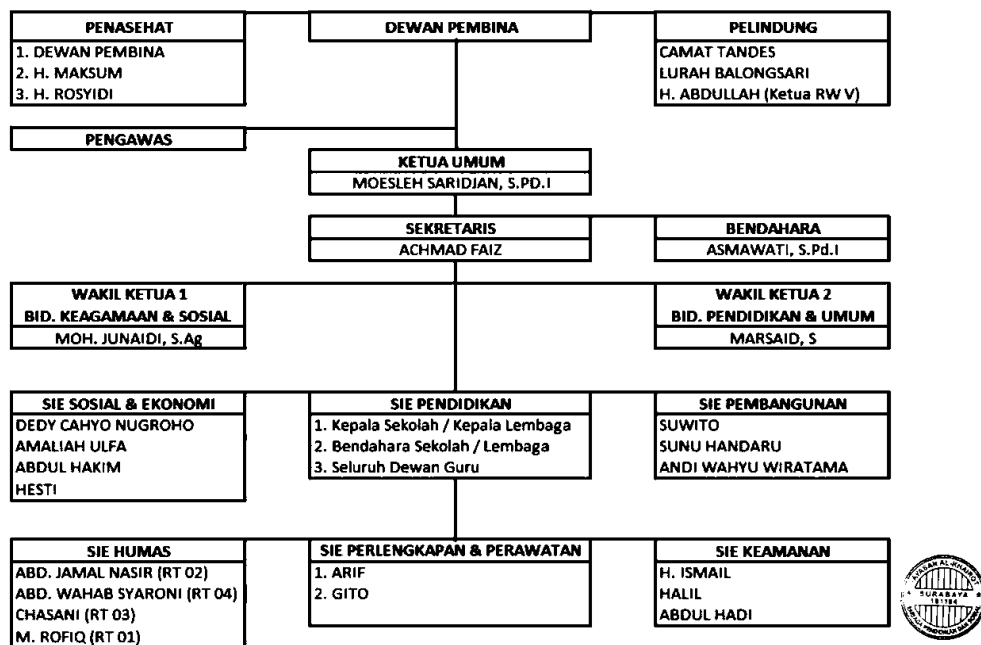 PENASEHAT
1. DEWAN PEMBINA
2. H. MAKSUM
3. H. ROSYIDI
DEWAN PEMBINA
PELINDUNG
CAMAT TANDES
LURAH BALONGSARI
H. ABDULLAH (Ketua RW V)
PENGAWAS
KETUA UMUM
MOESLEH SARIDJAN, S.PD.I
SEKRETARIS
ACHMAD FAIZ
BENDAHARA
ASMAWATI, S.Pd.I
WAKIL KETUA 1
BID. KEAGAMAAN & SOSIAL
MOH. JUNAIDI, S.Ag
WAKIL KETUA 2
BID. PENDIDIKAN & UMUM
MARSAID, S
SIE SOSIAL & EKONOMI
DEDY CAHYO NUGROHO
AMALIAH ULFA
ABDUL HAKIM
HESTI
SIE PENDIDIKAN
1. Kepala Sekolah / Kepala Lembaga
2. Bendahara Sekolah / Lembaga
3. Seluruh Dewan Guru
SIE PEMBANGUNAN
SUWITO
SUNU HANDARU
ANDI WAHYU WIRATAMA
SIE HUMAS
ABD. JAMAL NASIR (RT 02)
ABD. WAHAB SYARONI (RT 04)
CHASANI (RT 03)
M. ROFIQ (RT 01)
SIE PERLENGKAPAN & PERAWATAN
1. ARIF
2. GITO
SIE KEAMANAN
H. ISMAIL
HALIL
ABDUL HADI
YAYASAN AL-KHAIROT
SURABAYA